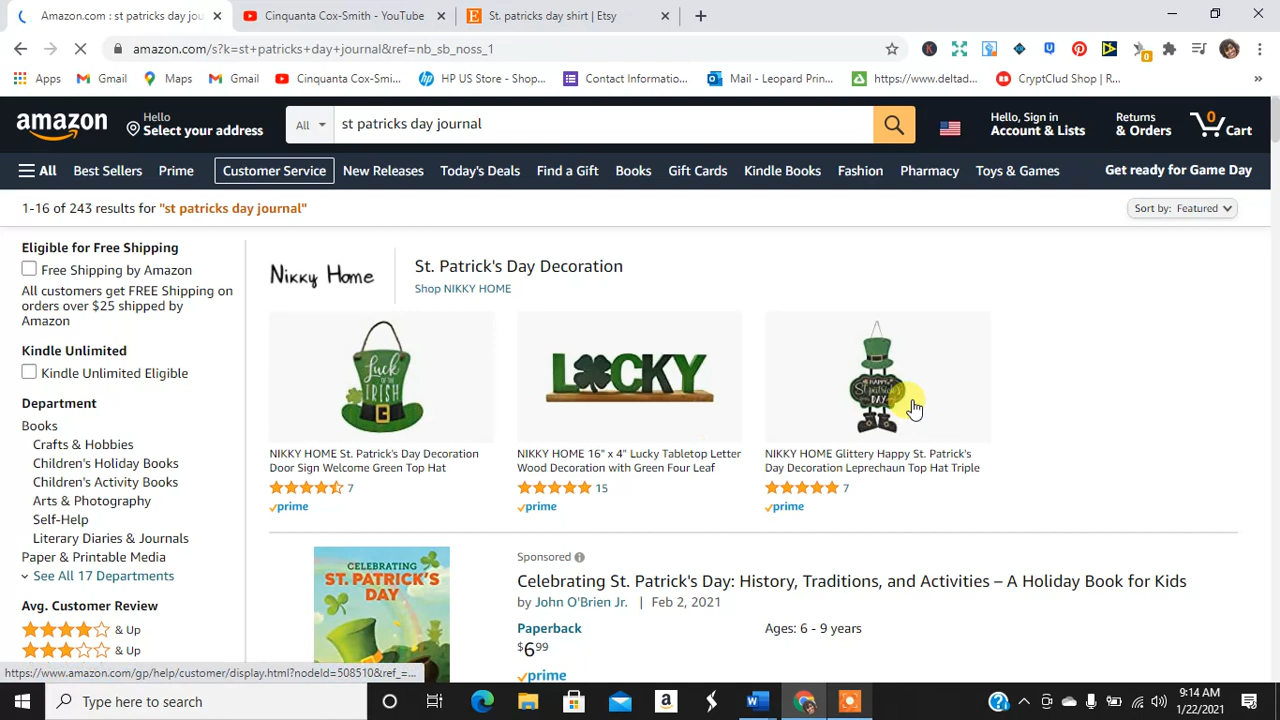 Amazon.com : st patricks day jou
Cinquanta Cox-Smith - YouTube
St. patricks day shirt | Etsy
amazon.com/s?k=st+patricks+day+journal&ref=nb_sb_noss_1
Apps
Gmail
Maps
Gmail
Cinquanta Cox-Smi...
HP US Store - Shop...
Contact Informatio...
Mail - Leopard Prin...
https://www.deltad...
CryptClud Shop | R...
amazon
Hello
Select your address
All
st patricks day journal
Hello, Sign in
Account & Lists
Returns
& Orders
0
Cart
All
Best Sellers
Prime
Customer Service
New Releases
Today's Deals
Find a Gift
Books
Gift Cards
Kindle Books
Fashion
Pharmacy
Toys & Games
Get ready for Game Day
1-16 of 243 results for "st patricks day journal"
Sort by: Featured
Eligible for Free Shipping
Free Shipping by Amazon
All customers get FREE Shipping on
orders over $25 shipped by
Amazon
Kindle Unlimited
Kindle Unlimited Eligible
Department
Books
Crafts & Hobbies
Children's Holiday Books
Children's Activity Books
Arts & Photography
Self-Help
Literary Diaries & Journals
Paper & Printable Media
See All 17 Departments
Avg. Customer Review
& Up
& Up
Nikky Home
St. Patrick's Day Decoration
Shop NIKKY HOME
Luck
OF THE
IRISH
LOCKY
HAPPY
St. Patrick's
DAY
NIKKY HOME St. Patrick's Day Decoration
Door Sign Welcome Green Top Hat
7
prime
NIKKY HOME 16" x 4" Lucky Tabletop Letter
Wood Decoration with Green Four Leaf
15
prime
NIKKY HOME Glittery Happy St. Patrick's
Day Decoration Leprechaun Top Hat Triple
7
prime
CELEBRATING
ST. PATRICK'S
DAY
Sponsored
Celebrating St. Patrick's Day: History, Traditions, and Activities – A Holiday Book for Kids
by John O'Brien Jr. | Feb 2, 2021
Paperback
$6.99
prime
Ages: 6 - 9 years
https://www.amazon.com/gp/help/customer/display.html?nodeId=508510&ref_=...
Type here to search
9:14 AM
1/22/2021